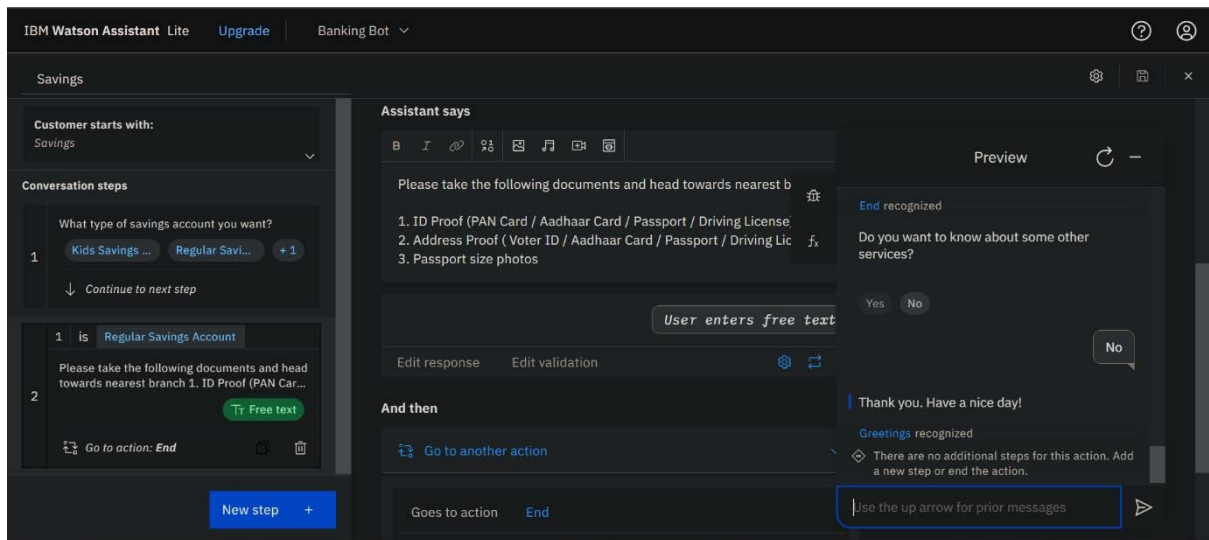 IBM Watson Assistant Lite Upgrade Banking Bot
Savings
Customer starts with:
Savings
Conversation steps
1
What type of savings account you want?
Kids Savings ... Regular Savi... + 1
Continue to next step
2
1 is Regular Savings Account
Please take the following documents and head
towards nearest branch 1. ID Proof (PAN Car...
Tт Free text
Go to action: End
New step +
Assistant says
B I
Please take the following documents and head towards nearest b
1. ID Proof (PAN Card / Aadhaar Card / Passport / Driving License)
2. Address Proof ( Voter ID / Aadhaar Card / Passport / Driving Lic
3. Passport size photos
fx
User enters free text
Edit response Edit validation
And then
Go to another action
Goes to action End
Preview
End recognized
Do you want to know about some other
services?
Yes No
No
Thank you. Have a nice day!
Greetings recognized
There are no additional steps for this action. Add
a new step or end the action.
Use the up arrow for prior messages